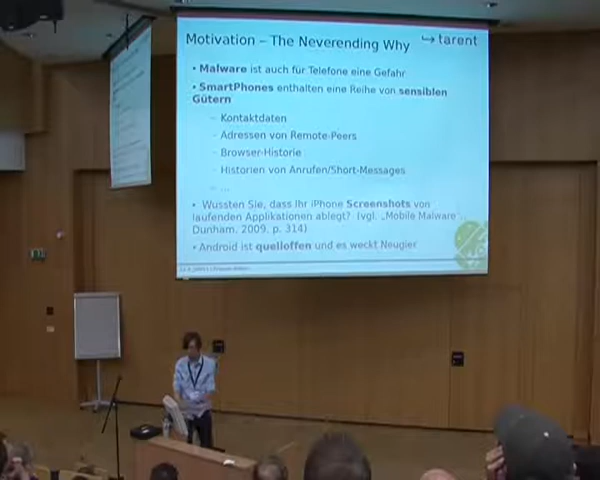 Motivation – The Neverending Why
tarent
• Malware ist auch für Telefone eine Gefahr
• SmartPhones enthalten eine Reihe von sensiblen
Gütern
– Kontaktdaten
– Adressen von Remote-Peers
– Browser-Historie
– Historien von Anrufen/Short-Messages
– ...
• Wussten Sie, dass Ihr iPhone Screenshots von
laufenden Applikationen ablegt? (vgl. „Mobile Malware“,
Dunham, 2009, p. 314)
• Android ist quelloffen und es weckt Neugier